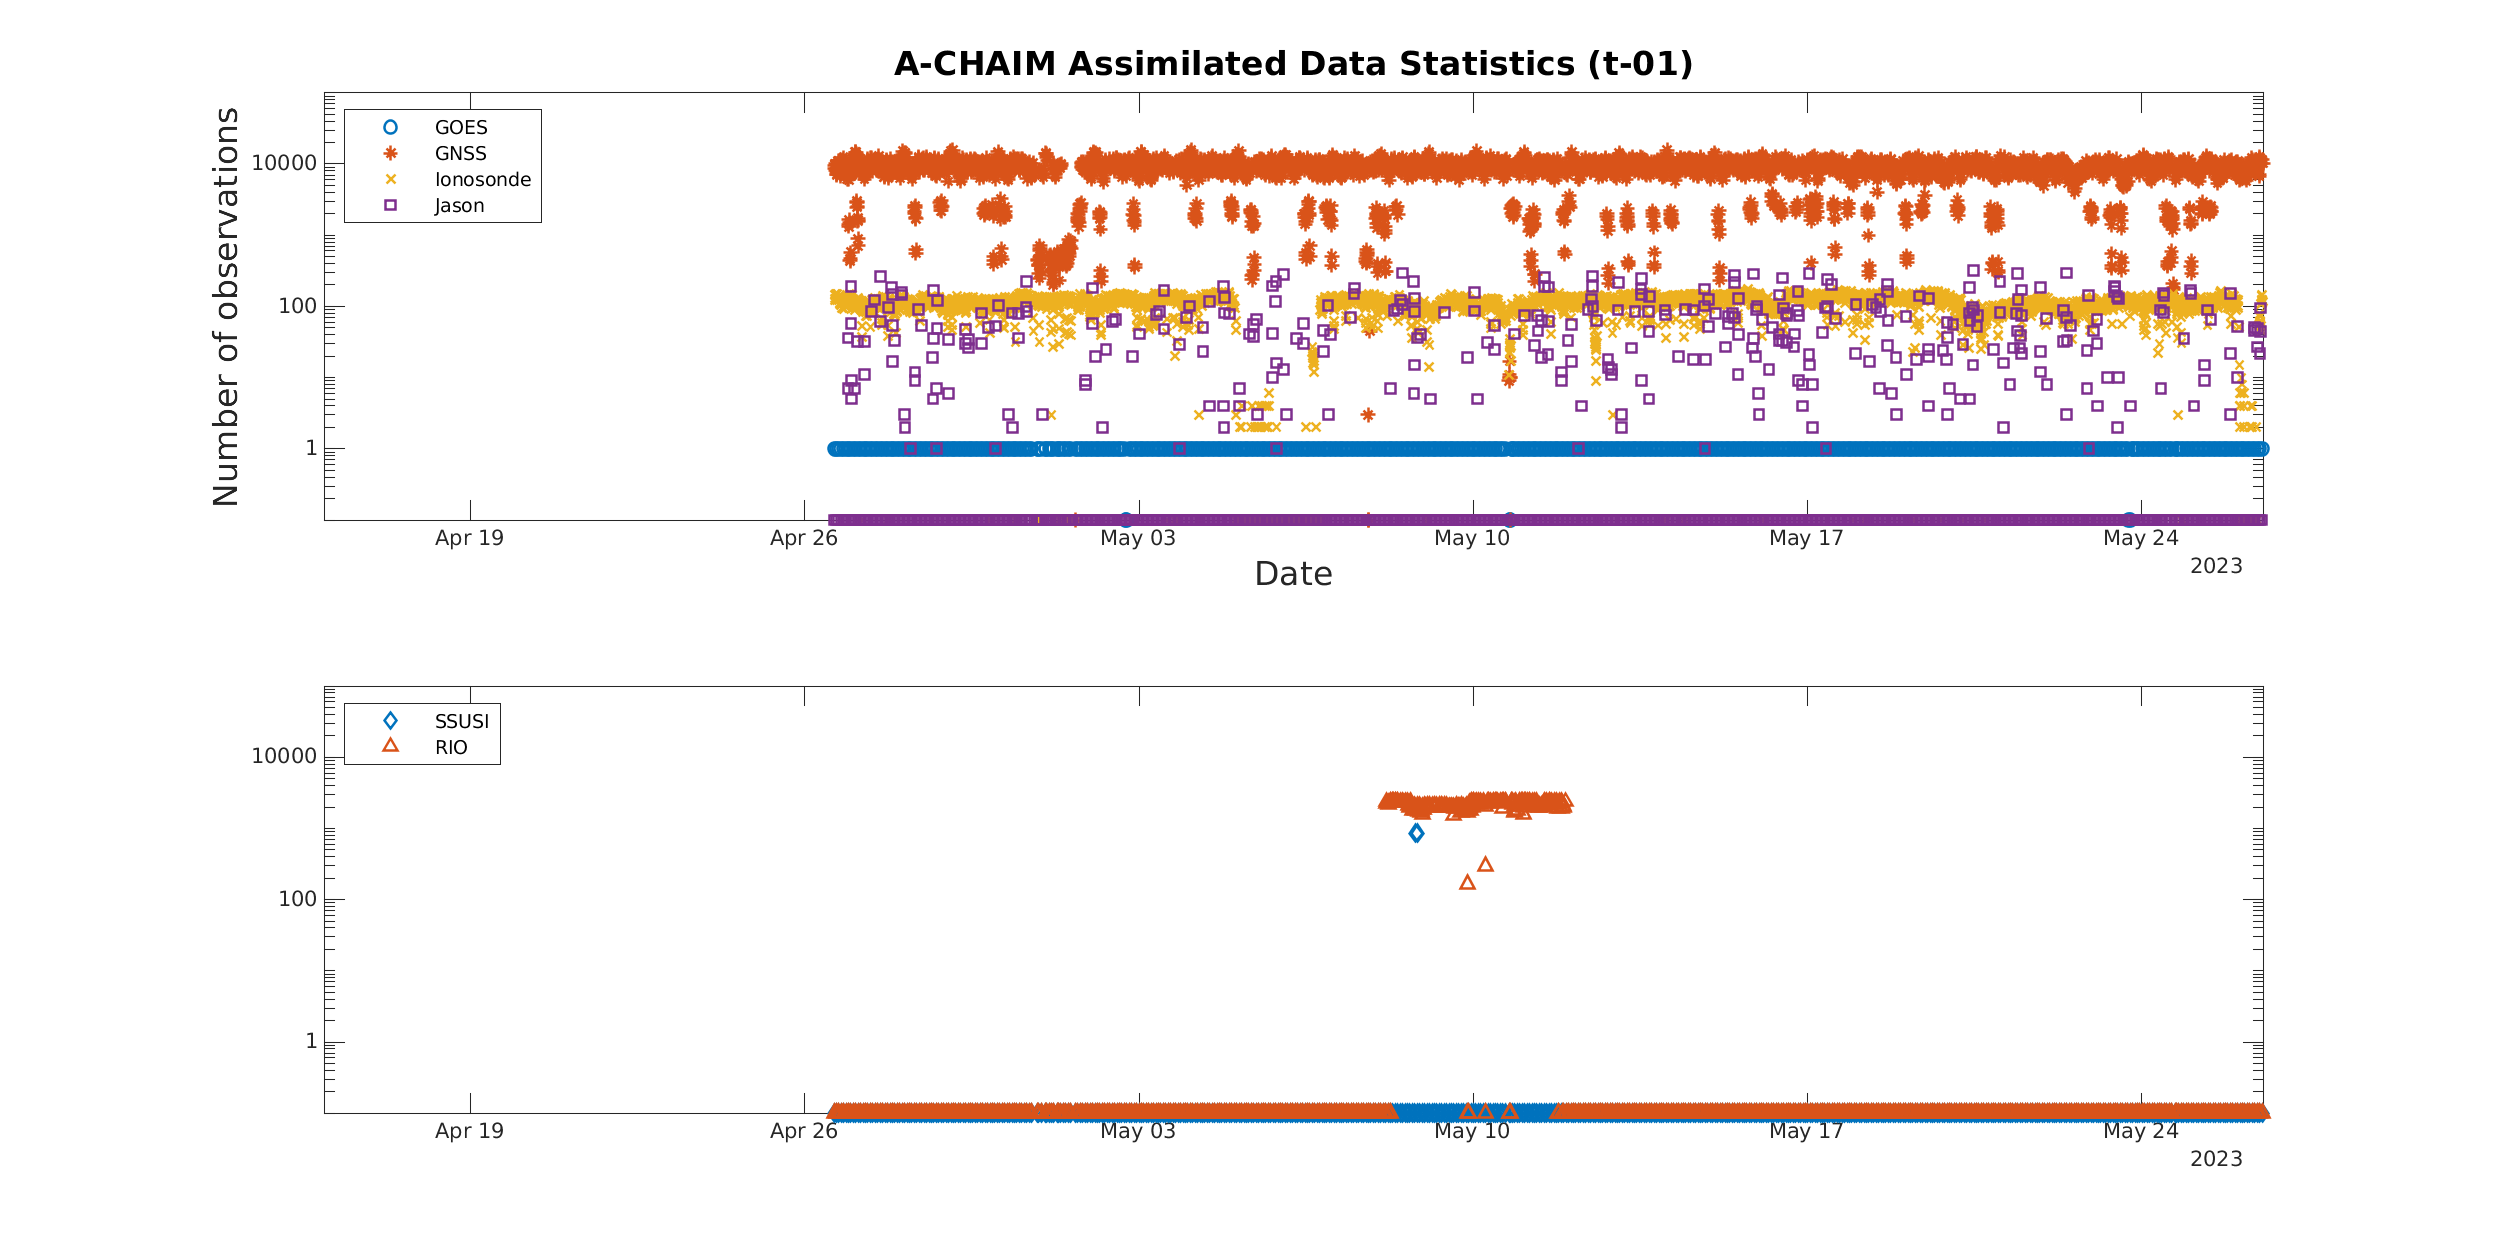 A-CHAIM Assimilated Data Statistics (t-01)
Number of observations
10000
100
1
GOES
GNSS
Ionosonde
Jason
Apr 19
Apr 26
May 03
May 10
May 17
May 24
2023
Date
10000
100
1
SSUSI
RIO
Apr 19
Apr 26
May 03
May 10
May 17
May 24
2023